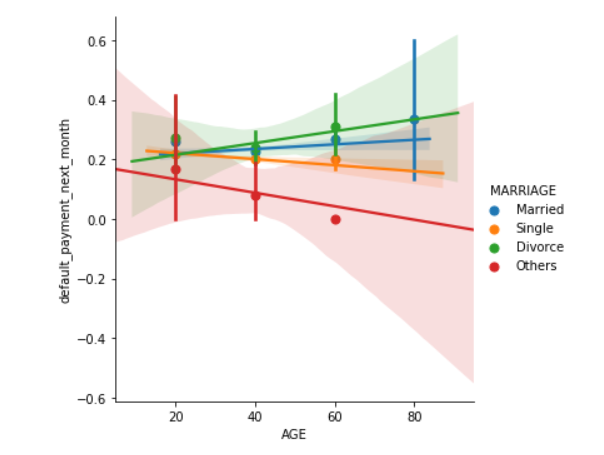 0.6
0.4
0.2
0.0
−0.2
−0.4
−0.6
default_payment_next_month
20 40 60 80
AGE
MARRIAGE
Married
Single
Divorce
Others